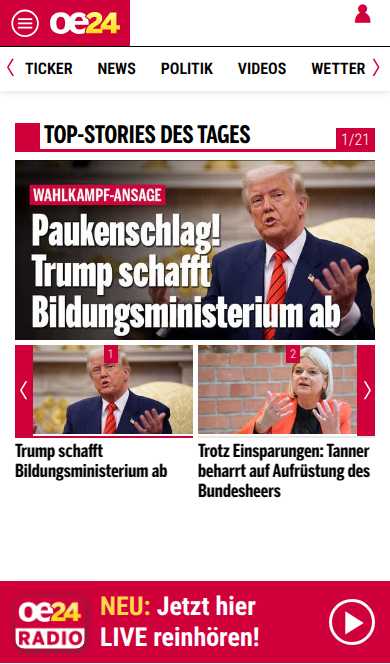 oe24
TICKER NEWS POLITIK VIDEOS WETTER
TOP-STORIES DES TAGES
1/21
WAHLKAMPF-ANSAGE
Paukenschlag!
Trump schafft
Bildungsministerium ab
1
2
Trump schafft
Bildungsministerium ab
Trotz Einsparungen: Tanner
beharrt auf Aufrüstung des
Bundesheers
oe24
RADIO
NEU: Jetzt hier
LIVE reinhören!